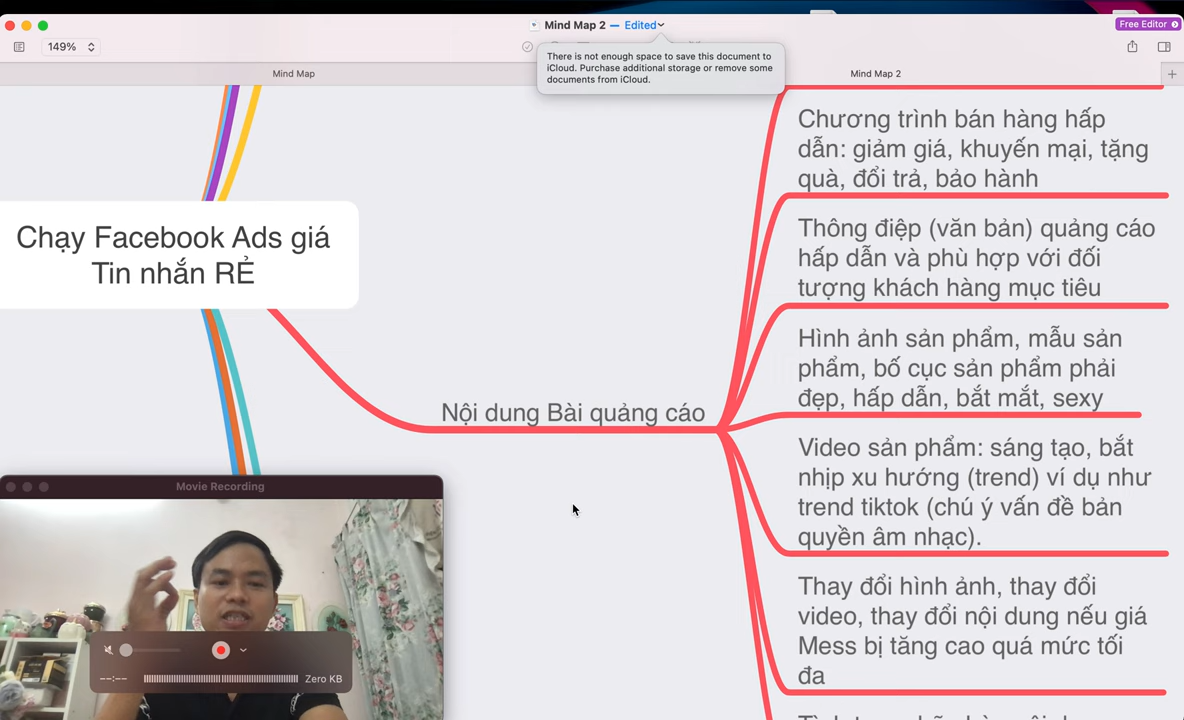 Mind Map 2 — Edited
Free Editor
149%
There is not enough space to save this document to
iCloud. Purchase additional storage or remove some
documents from iCloud.
Mind Map
Mind Map 2
Chạy Facebook Ads giá
Tin nhắn RẺ
Nội dung Bài quảng cáo
Chương trình bán hàng hấp
dẫn: giảm giá, khuyến mại, tặng
quà, đổi trả, bảo hành
Thông điệp (văn bản) quảng cáo
hấp dẫn và phù hợp với đối
tượng khách hàng mục tiêu
Hình ảnh sản phẩm, mẫu sản
phẩm, bố cục sản phẩm phải
đẹp, hấp dẫn, bắt mắt, sexy
Video sản phẩm: sáng tạo, bắt
nhịp xu hướng (trend) ví dụ như
trend tiktok (chú ý vấn đề bản
quyền âm nhạc).
Thay đổi hình ảnh, thay đổi
video, thay đổi nội dung nếu giá
Mess bị tăng cao quá mức tối
đa
Movie Recording
--:--
Zero KB